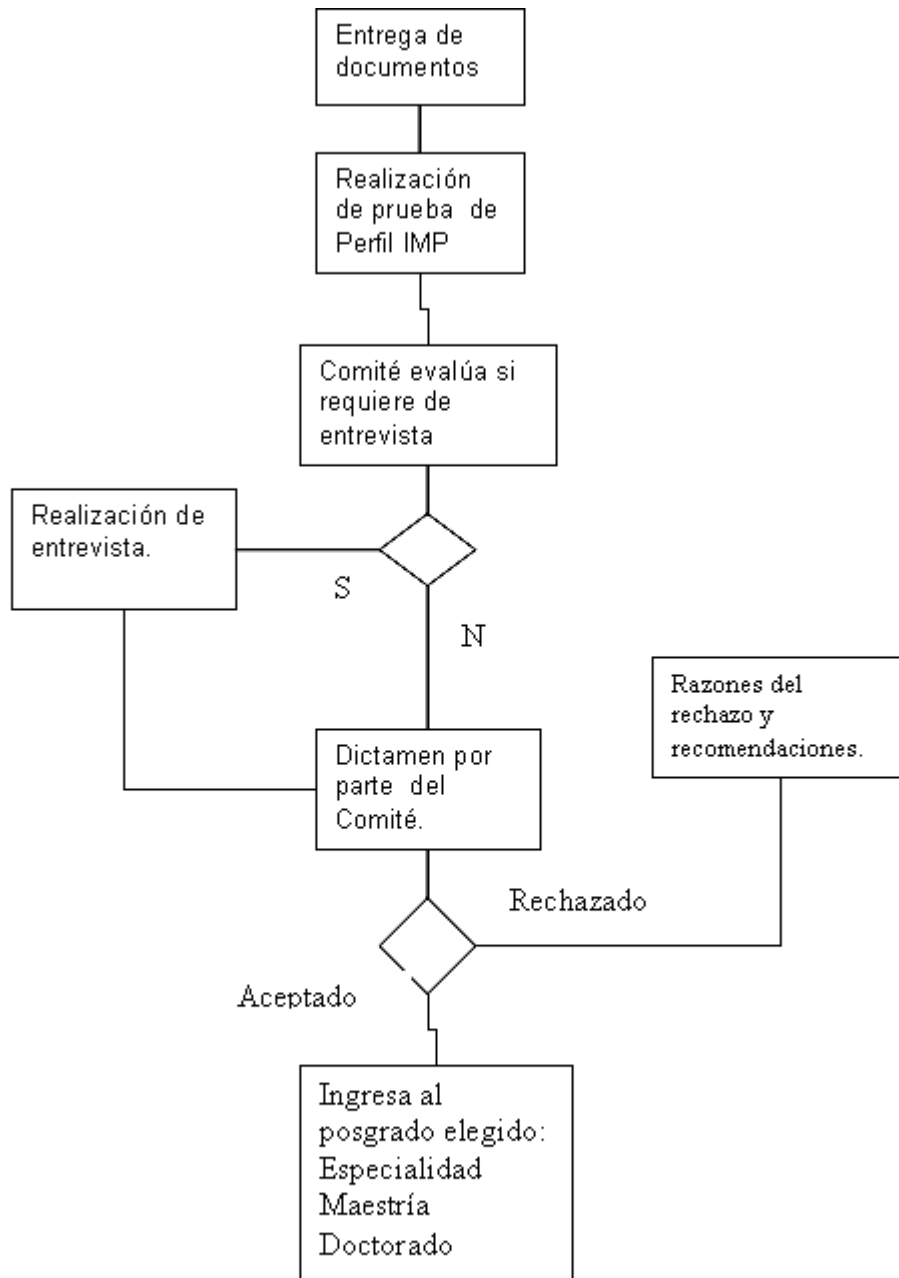 Entrega de
documentos
Realización
de prueba de
Perfil IMP
Comité evalúa si
requiere de
entrevista
Realización de
entrevista.
S
N
Razones del
rechazo y
recomendaciones.
Dictamen por
parte del
Comité.
Rechazado
Aceptado
Ingresa al
posgrado elegido:
Especialidad
Maestría
Doctorado